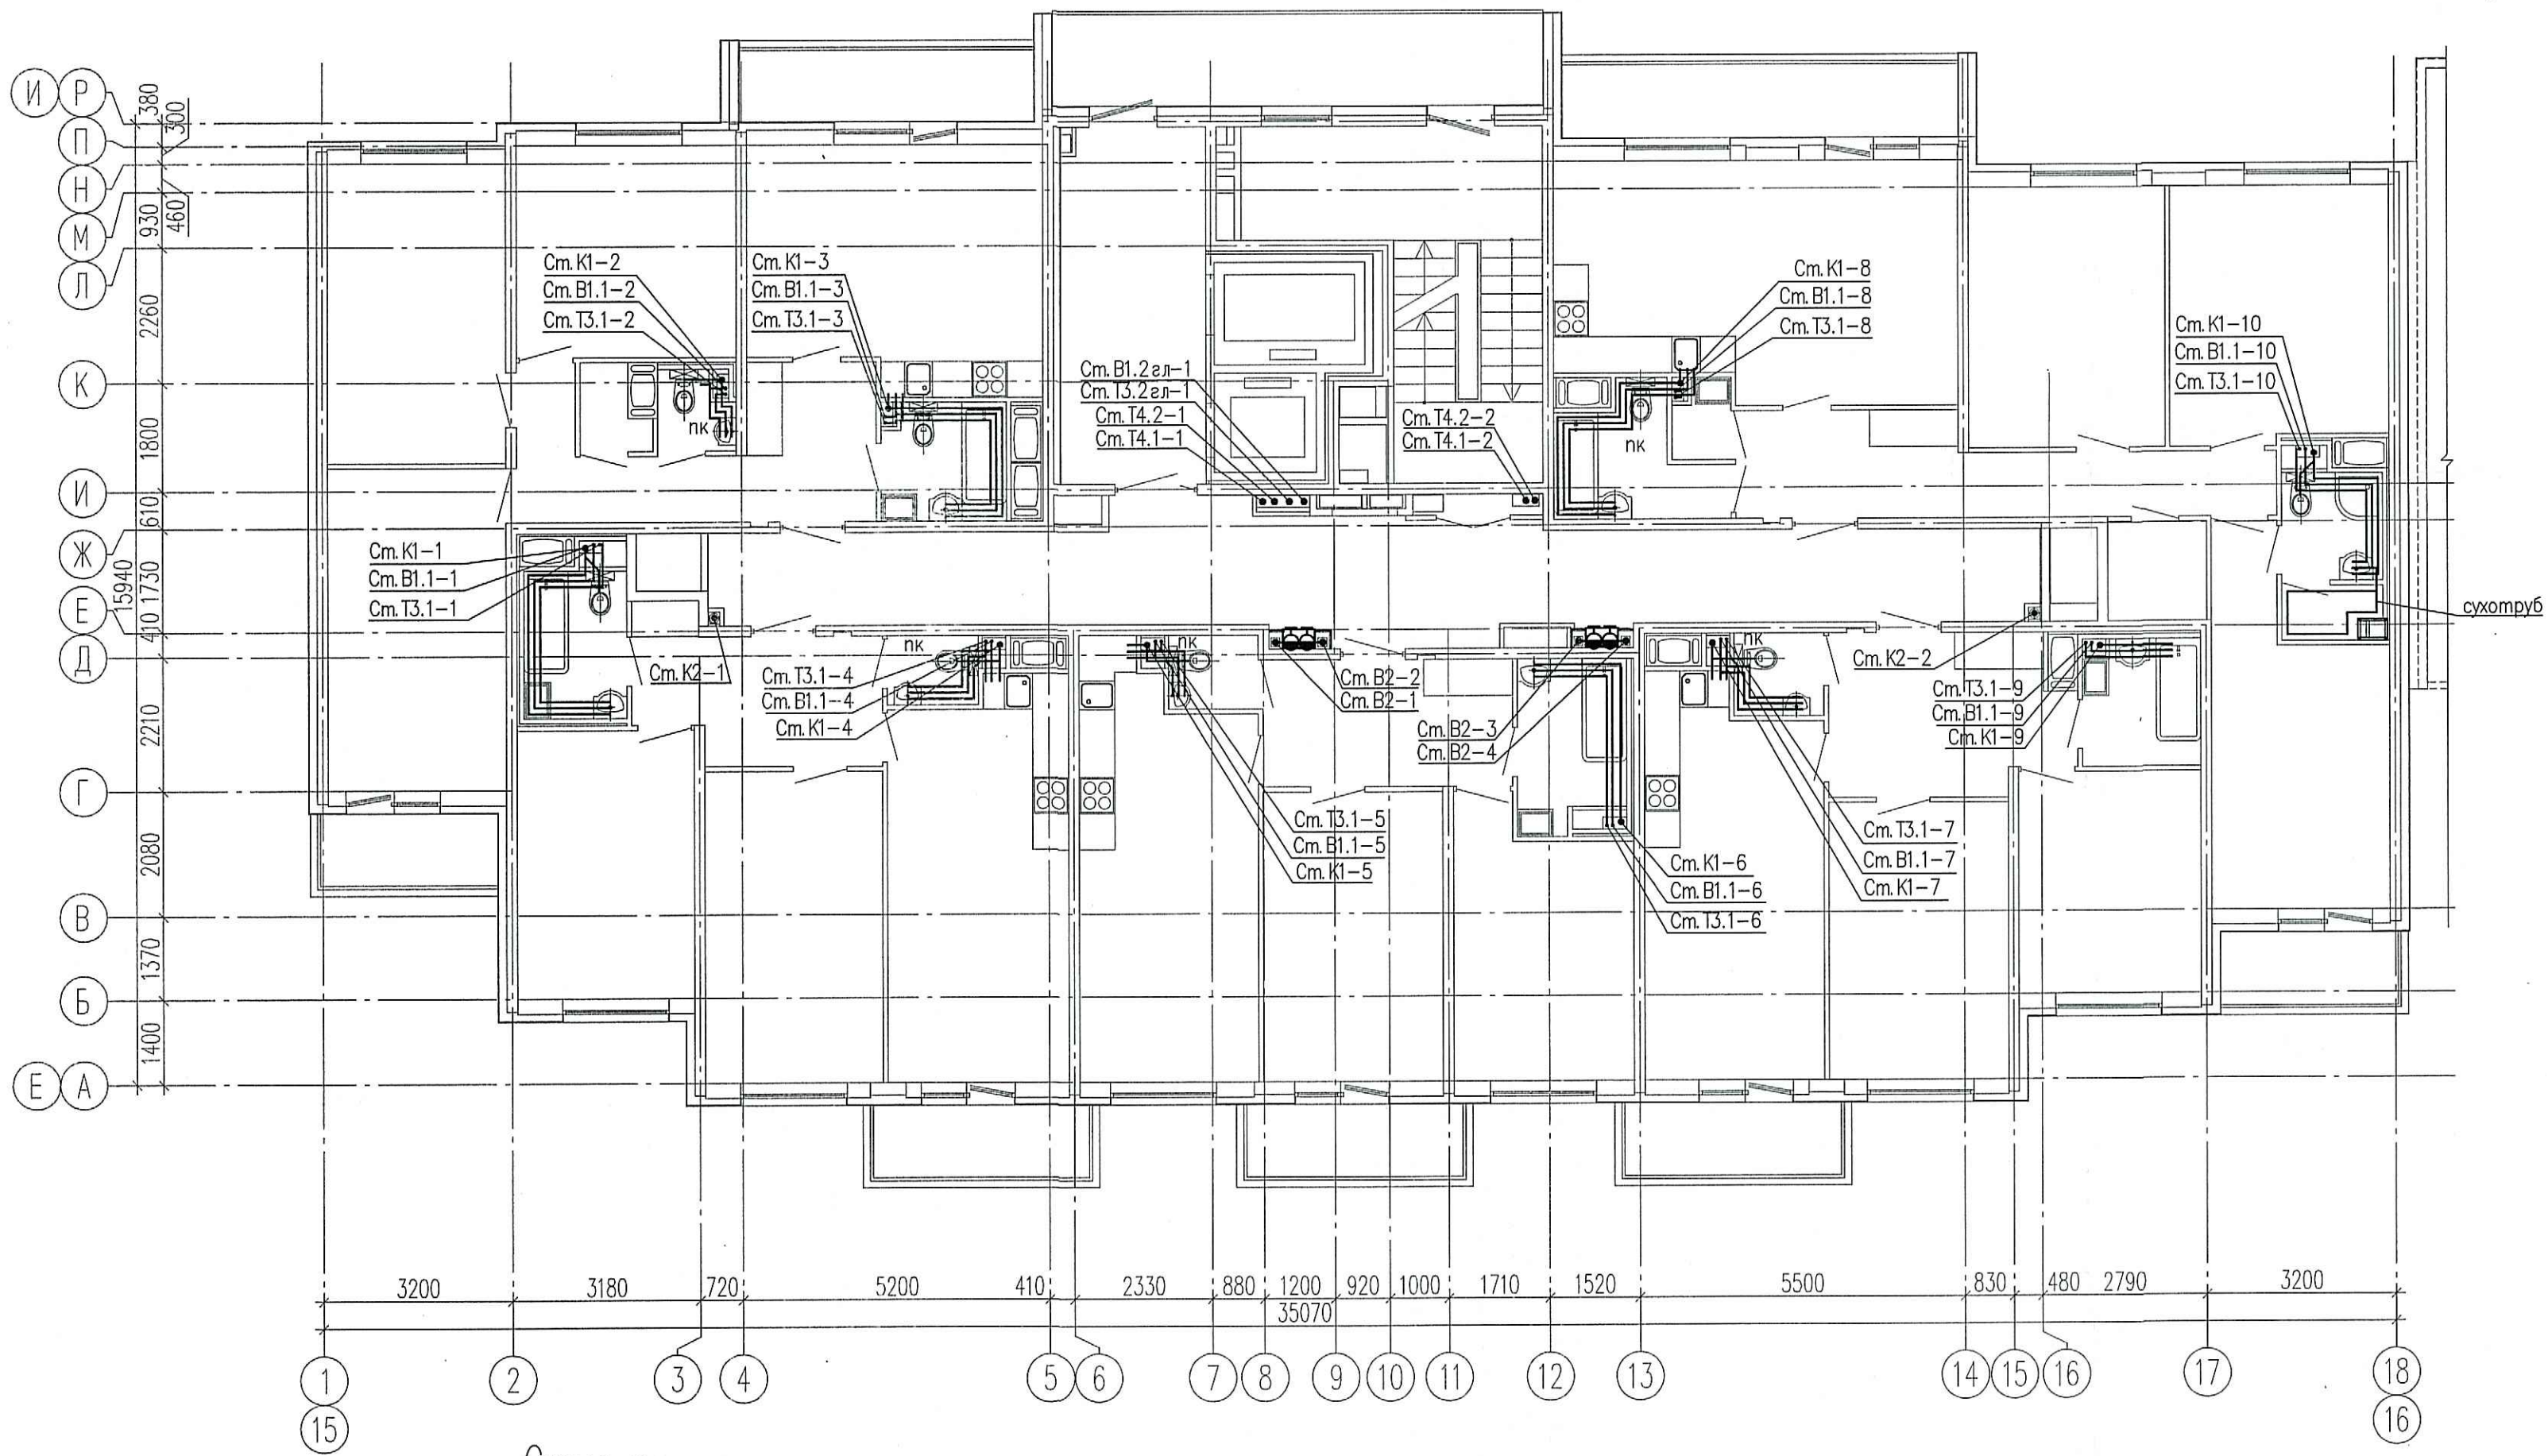 И Р
П
Н
М
Л
К
И
Ж
Е
Д
Г
В
Б
Е А
380
300
460
930
2260
1800
610
1730
410
15940
2210
2080
1370
1400
Ст. К1-2
Ст. В1.1-2
Ст. Т3.1-2
Ст. К1-3
Ст. В1.1-3
Ст. Т3.1-3
Ст. К1-8
Ст. В1.1-8
Ст. Т3.1-8
Ст. К1-10
Ст. В1.1-10
Ст. Т3.1-10
Ст. В1.2гл-1
Ст. Т3.2гл-1
Ст. Т4.2-1
Ст. Т4.1-1
Ст. Т4.2-2
Ст. Т4.1-2
пк
пк
Ст. К1-1
Ст. В1.1-1
Ст. Т3.1-1
сухотруб
Ст. К2-1
пк
Ст. Т3.1-4
Ст. В1.1-4
Ст. К1-4
пк
Ст. В2-2
Ст. В2-1
Ст. В2-3
Ст. В2-4
пк
Ст. К2-2
Ст. Т3.1-9
Ст. В1.1-9
Ст. К1-9
Ст. Т3.1-5
Ст. В1.1-5
Ст. К1-5
Ст. К1-6
Ст. В1.1-6
Ст. Т3.1-6
Ст. Т3.1-7
Ст. В1.1-7
Ст. К1-7
3200 3180 720 5200 410 2330 880 1200 920 1000 1710 1520 5500 830 480 2790 3200
35070
1 2 3 4 5 6 7 8 9 10 11 12 13 14 15 16 17 18
15 16